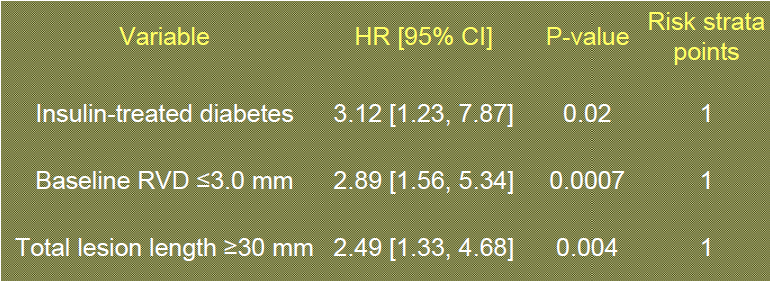 Variable HR [95% CI] P-value Risk strata points
Insulin-treated diabetes 3.12 [1.23, 7.87] 0.02 1
Baseline RVD ≤3.0 mm 2.89 [1.56, 5.34] 0.0007 1
Total lesion length ≥30 mm 2.49 [1.33, 4.68] 0.004 1